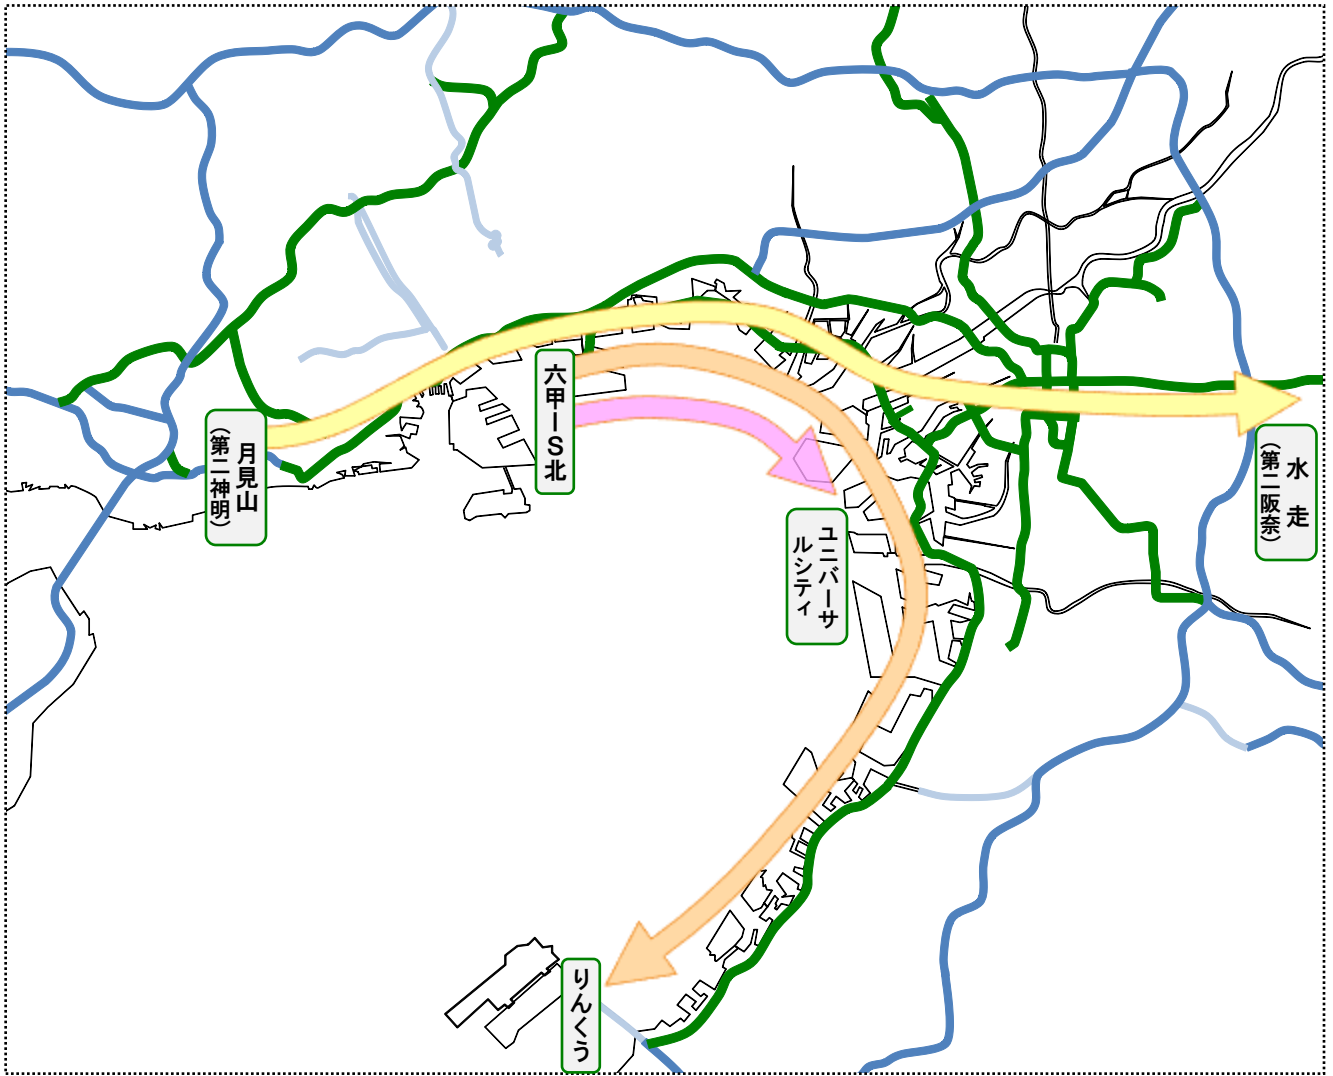 月見山
（第二神明）
六甲ーＳ北
ユニバーサ
ルシティ
水走
（第二阪奈）
りんくう